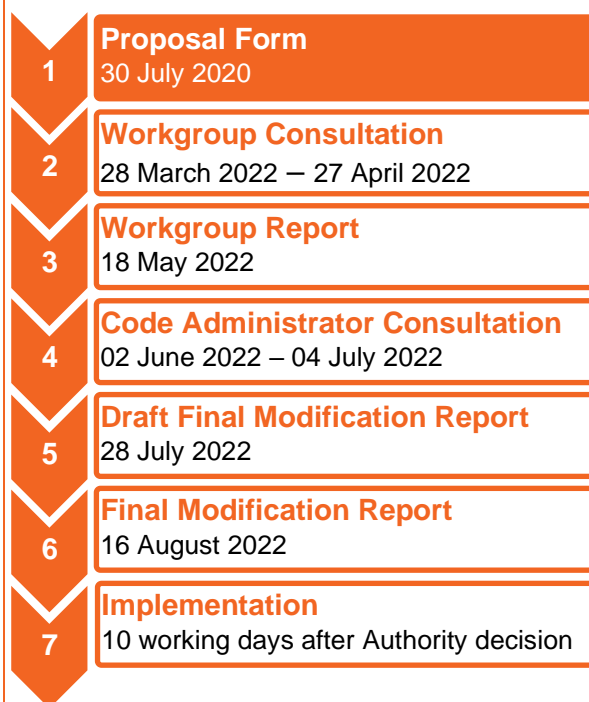 1
Proposal Form
30 July 2020
2
Workgroup Consultation
28 March 2022 – 27 April 2022
3
Workgroup Report
18 May 2022
4
Code Administrator Consultation
02 June 2022 – 04 July 2022
5
Draft Final Modification Report
28 July 2022
6
Final Modification Report
16 August 2022
7
Implementation
10 working days after Authority decision